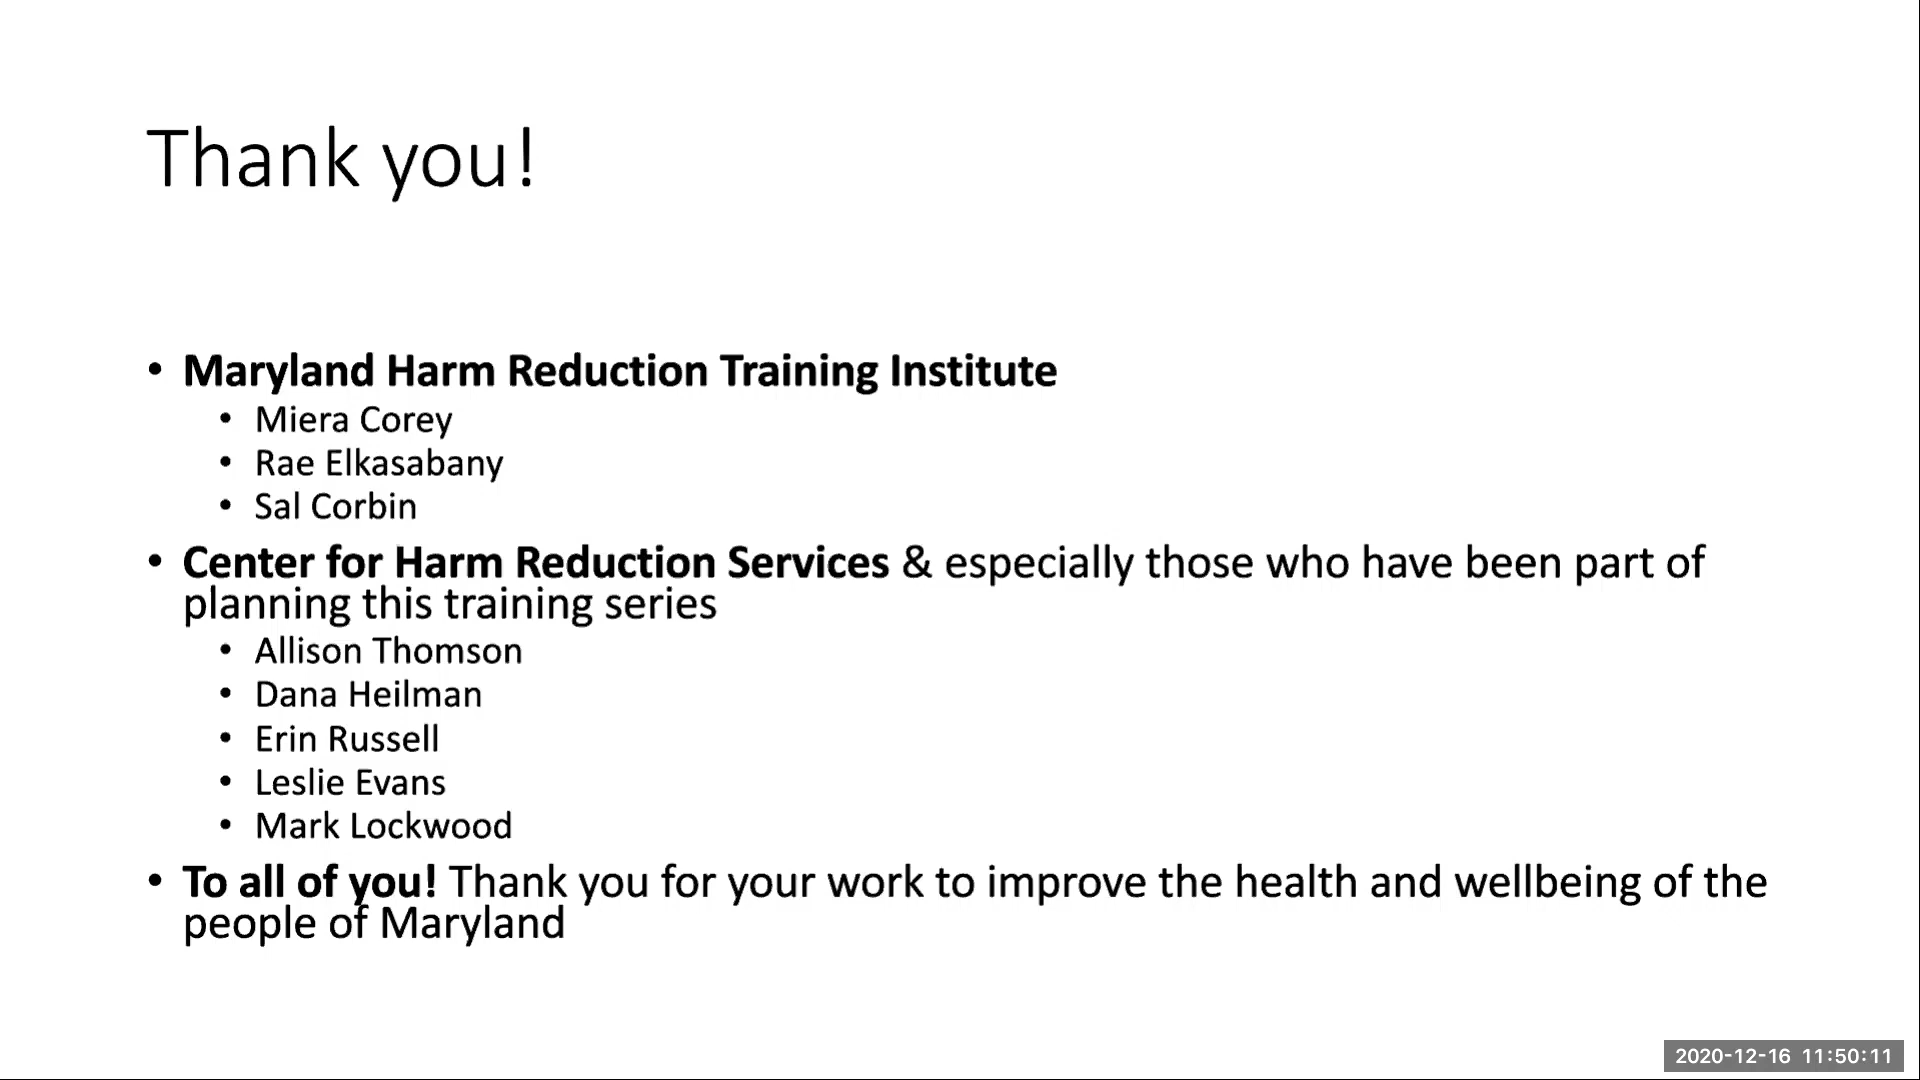 Thank you!
• Maryland Harm Reduction Training Institute
• Miera Corey
• Rae Elkasabany
• Sal Corbin
• Center for Harm Reduction Services & especially those who have been part of
planning this training series
• Allison Thomson
• Dana Heilman
• Erin Russell
• Leslie Evans
• Mark Lockwood
• To all of you! Thank you for your work to improve the health and wellbeing of the
people of Maryland
2020-12-16 11:50:11